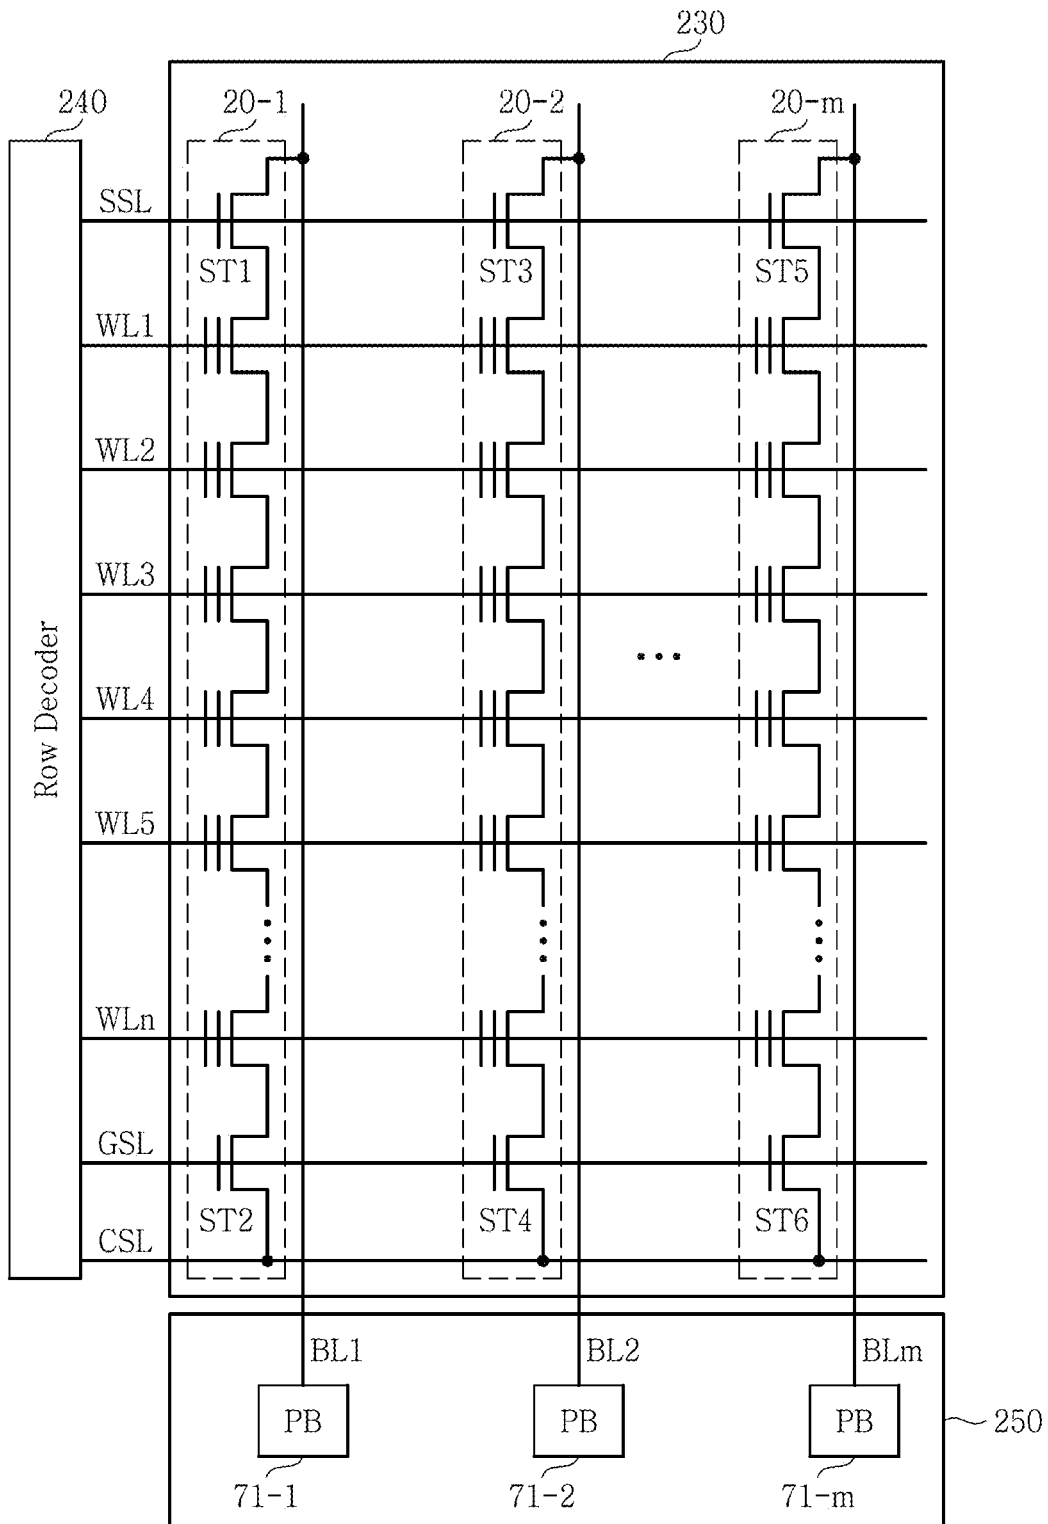 230
240
20-1
20-2
20-m
SSL
ST1
ST3
ST5
WL1
WL2
WL3
WL4
WL5
Row Decoder
WLn
GSL
ST2
ST4
ST6
CSL
BL1
BL2
BLm
PB
PB
PB
250
71-1
71-2
71-m